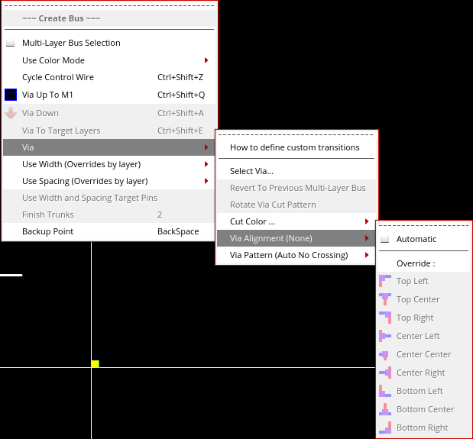 ~~~ Create Bus ~~~
Multi-Layer Bus Selection
Use Color Mode
Cycle Control Wire Ctrl+Shift+Z
Via Up To M1 Ctrl+Shift+Q
Via Down Ctrl+Shift+A
Via To Target Layers Ctrl+Shift+E
Via
Use Width (Overrides by layer)
Use Spacing (Overrides by layer)
Use Width and Spacing Target Pins
Finish Trunks 2
Backup Point BackSpace
How to define custom transitions
Select Via...
Revert To Previous Multi-Layer Bus
Rotate Via Cut Pattern
Cut Color ...
Via Alignment (None)
Via Pattern (Auto No Crossing)
Automatic
Override :
Top Left
Top Center
Top Right
Center Left
Center Center
Center Right
Bottom Left
Bottom Center
Bottom Right